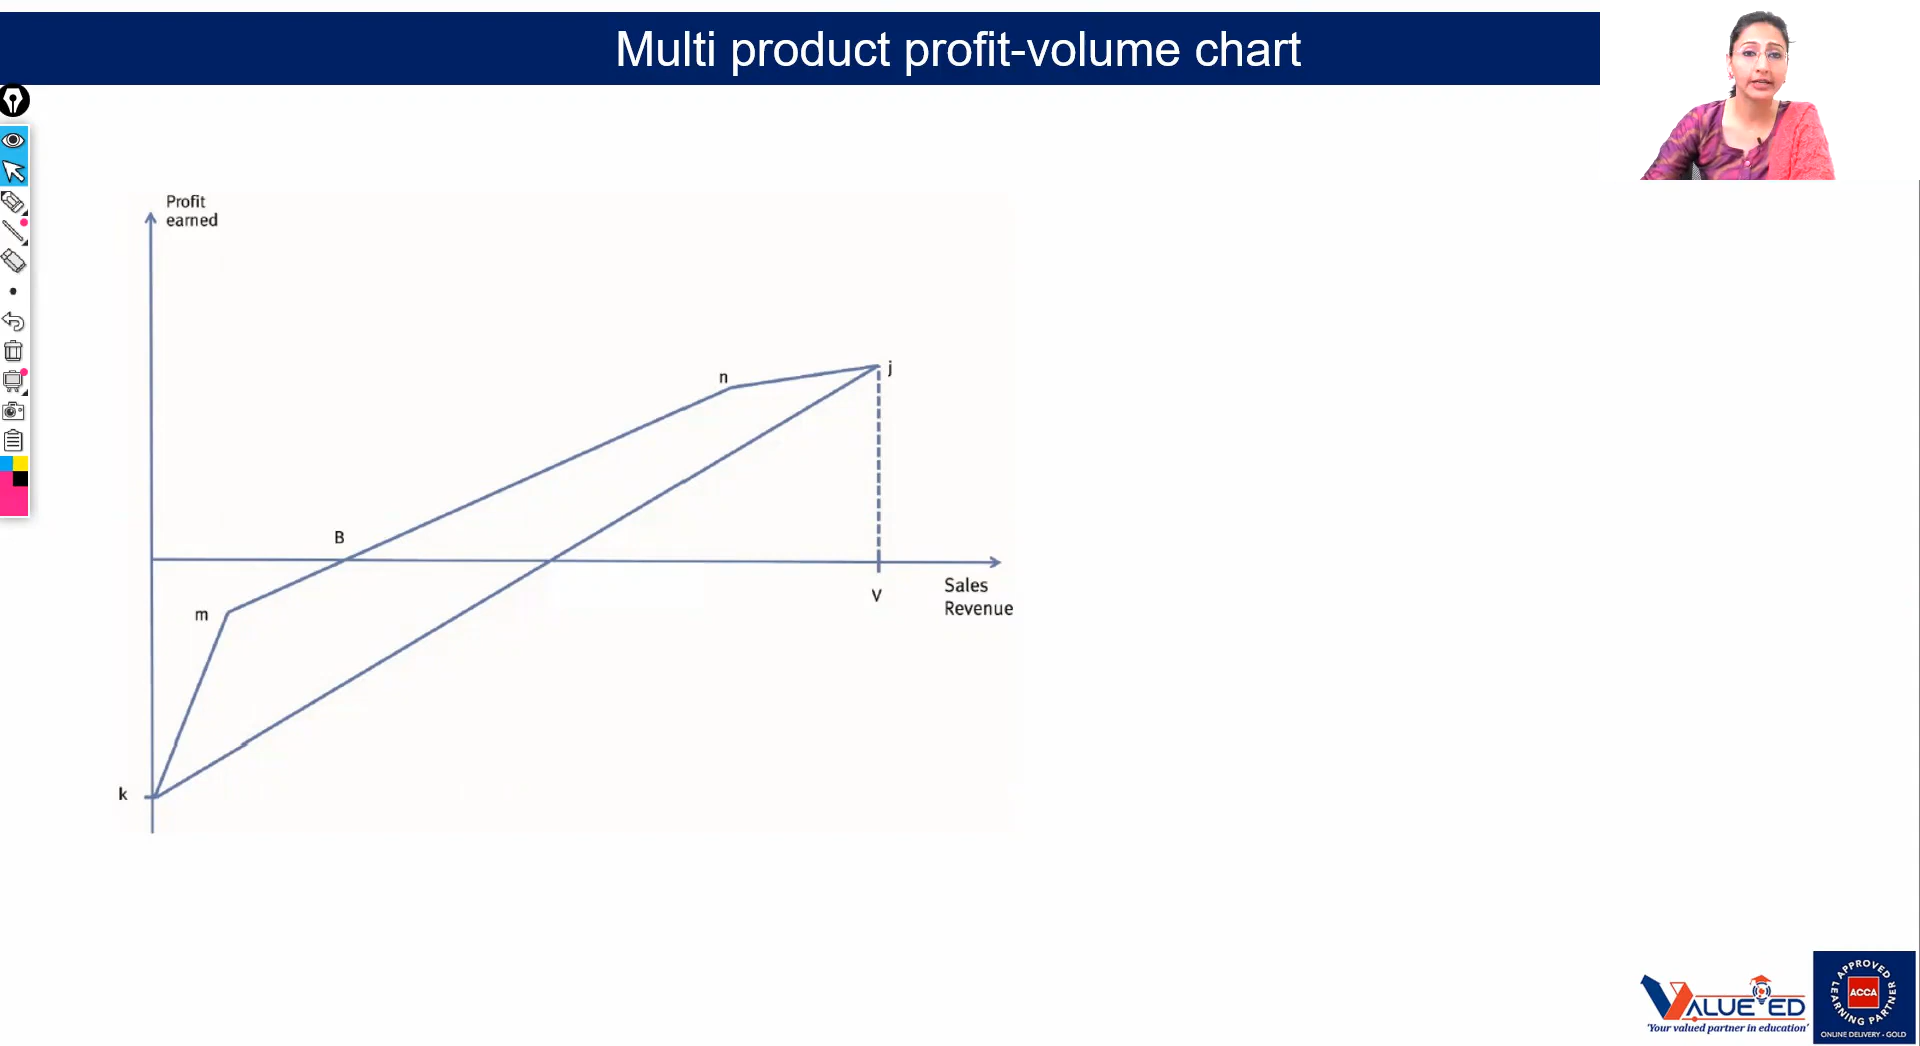 Multi product profit-volume chart
Profit
earned
n
j
B
m
V
Sales
Revenue
k
VALUE ED
'Your valued partner in education'
APPROVED
LEARNING PARTNER
ACCA
ONLINE DELIVERY - GOLD